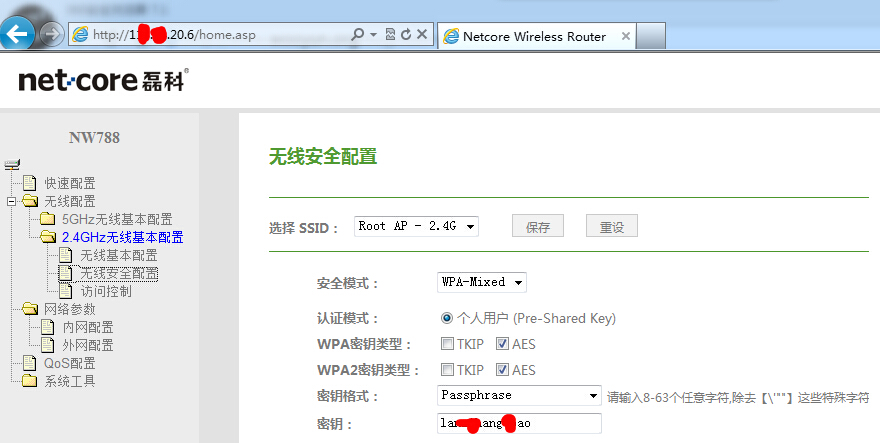 .20.6/home.asp
Netcore Wireless Router
net-core 磊科®
NW788
快速配置
无线配置
5GHz无线基本配置
2.4GHz无线基本配置
无线基本配置
无线安全配置
访问控制
网络参数
内网配置
外网配置
QoS配置
系统工具
无线安全配置
选择 SSID： Root AP - 2.4G 保存 重设
安全模式： WPA-Mixed
认证模式： 个人用户 (Pre-Shared Key)
WPA密钥类型： TKIP AES
WPA2密钥类型： TKIP AES
密钥格式： Passphrase 请输入8-63个任意字符,除去【\'"】这些特殊字符
密钥：